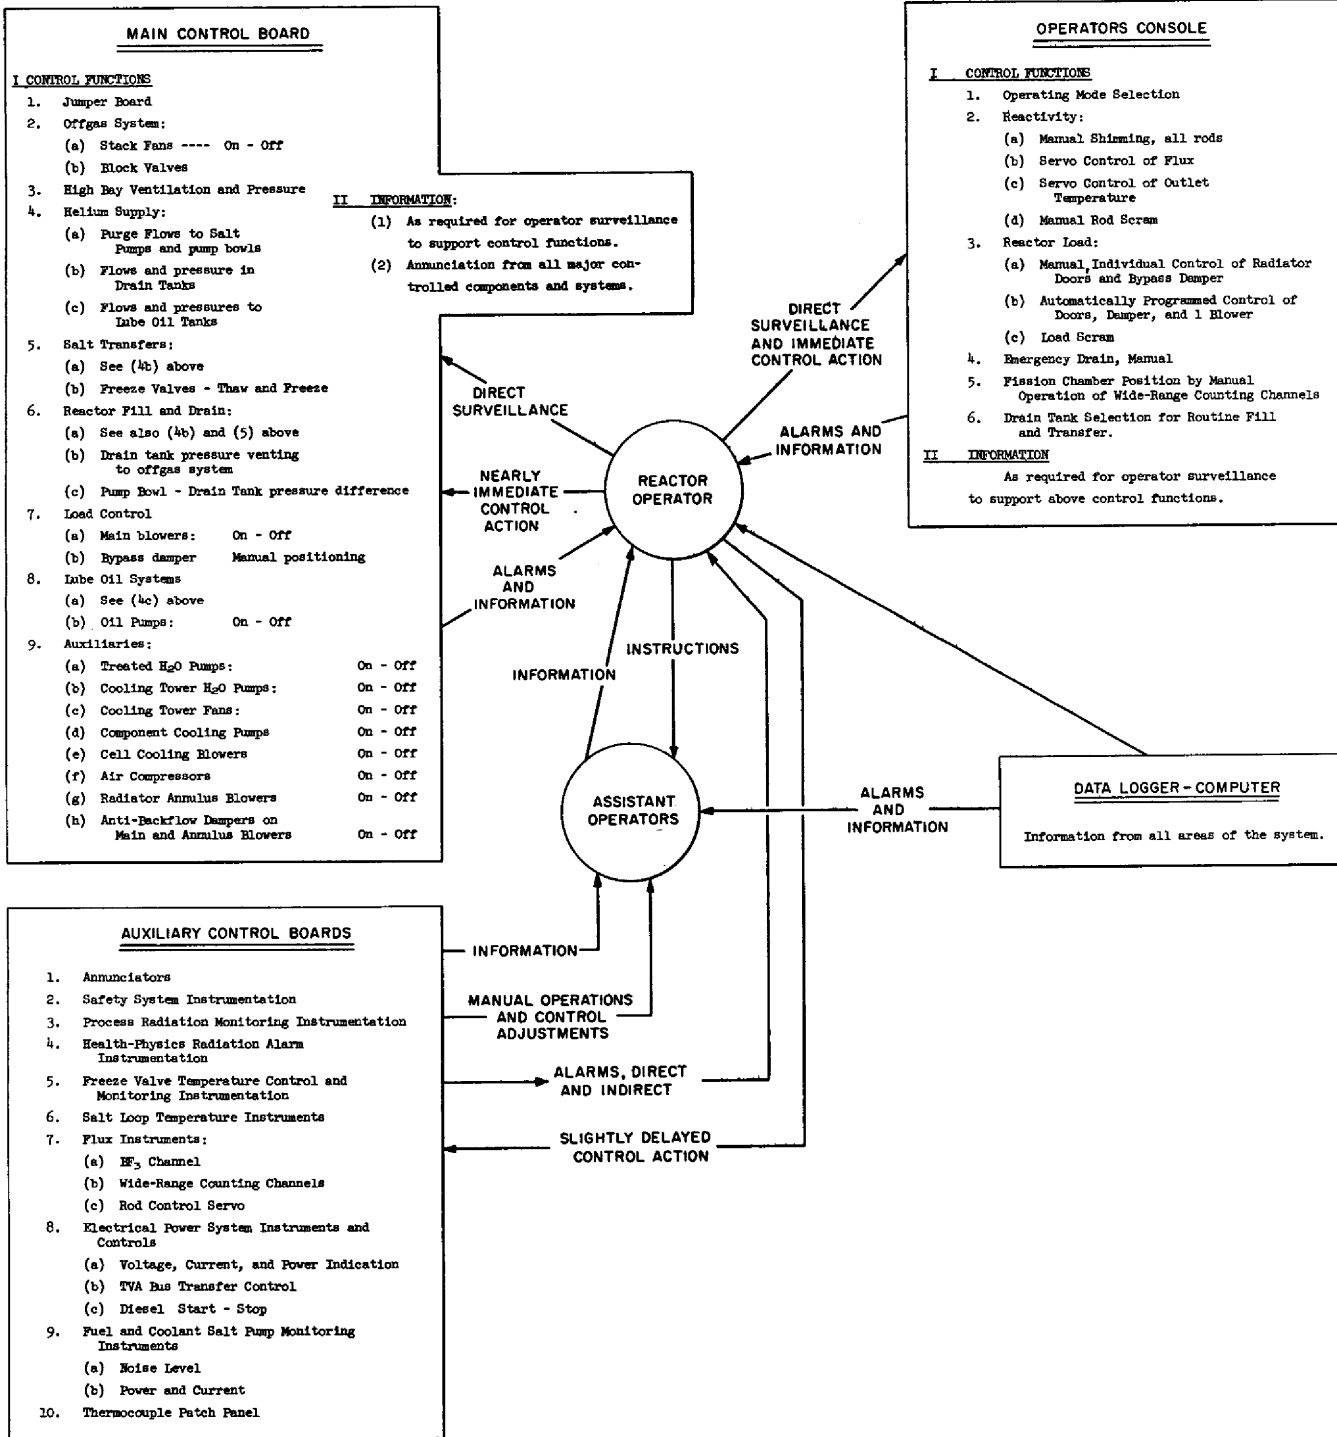 MAIN CONTROL BOARD
I CONTROL FUNCTIONS
1. Jumper Board
2. Offgas System:
(a) Stack Fans ---- On - Off
(b) Block Valves
3. High Bay Ventilation and Pressure
4. Helium Supply:
(a) Purge Flows to Salt
Pumps and pump bowls
(b) Flows and pressure in
Drain Tanks
(c) Flows and pressures to
Lube Oil Tanks
5. Salt Transfers:
(a) See (4b) above
(b) Freeze Valves - Thaw and Freeze
6. Reactor Fill and Drain:
(a) See also (4b) and (5) above
(b) Drain tank pressure venting
to offgas system
(c) Pump Bowl - Drain Tank pressure difference
7. Load Control
(a) Main blowers: On - Off
(b) Bypass damper Manual positioning
8. Lube Oil Systems
(a) See (4c) above
(b) Oil Pumps: On - Off
9. Auxiliaries:
(a) Treated H2O Pumps: On - Off
(b) Cooling Tower H2O Pumps: On - Off
(c) Cooling Tower Fans: On - Off
(d) Component Cooling Pumps On - Off
(e) Cell Cooling Blowers On - Off
(f) Air Compressors On - Off
(g) Radiator Annulus Blowers On - Off
(h) Anti-Backflow Dampers on
Main and Annulus Blowers On - Off
II INFORMATION:
(1) As required for operator surveillance
to support control functions.
(2) Annunciation from all major con-
trolled components and systems.
OPERATORS CONSOLE
I CONTROL FUNCTIONS
1. Operating Mode Selection
2. Reactivity:
(a) Manual Shimming, all rods
(b) Servo Control of Flux
(c) Servo Control of Outlet
Temperature
(d) Manual Rod Scram
3. Reactor Load:
(a) Manual, Individual Control of Radiator
Doors and Bypass Damper
(b) Automatically Programmed Control of
Doors, Damper, and 1 Blower
(c) Load Scram
4. Emergency Drain, Manual
5. Fission Chamber Position by Manual
Operation of Wide-Range Counting Channels
6. Drain Tank Selection for Routine Fill
and Transfer.
II INFORMATION
As required for operator surveillance
to support above control functions.
DIRECT
SURVEILLANCE
AND IMMEDIATE
CONTROL ACTION
DIRECT
SURVEILLANCE
ALARMS AND
INFORMATION
NEARLY
IMMEDIATE
CONTROL
ACTION
REACTOR
OPERATOR
ALARMS
AND
INFORMATION
INFORMATION
INSTRUCTIONS
ASSISTANT
OPERATORS
ALARMS
AND
INFORMATION
DATA LOGGER - COMPUTER
Information from all areas of the system.
AUXILIARY CONTROL BOARDS
1. Annunciators
2. Safety System Instrumentation
3. Process Radiation Monitoring Instrumentation
4. Health-Physics Radiation Alarm
Instrumentation
5. Freeze Valve Temperature Control and
Monitoring Instrumentation
6. Salt Loop Temperature Instruments
7. Flux Instruments:
(a) BF3 Channel
(b) Wide-Range Counting Channels
(c) Rod Control Servo
8. Electrical Power System Instruments and
Controls
(a) Voltage, Current, and Power Indication
(b) TVA Bus Transfer Control
(c) Diesel Start - Stop
9. Fuel and Coolant Salt Pump Monitoring
Instruments
(a) Noise Level
(b) Power and Current
10. Thermocouple Patch Panel
INFORMATION
MANUAL OPERATIONS
AND CONTROL
ADJUSTMENTS
ALARMS, DIRECT
AND INDIRECT
SLIGHTLY DELAYED
CONTROL ACTION